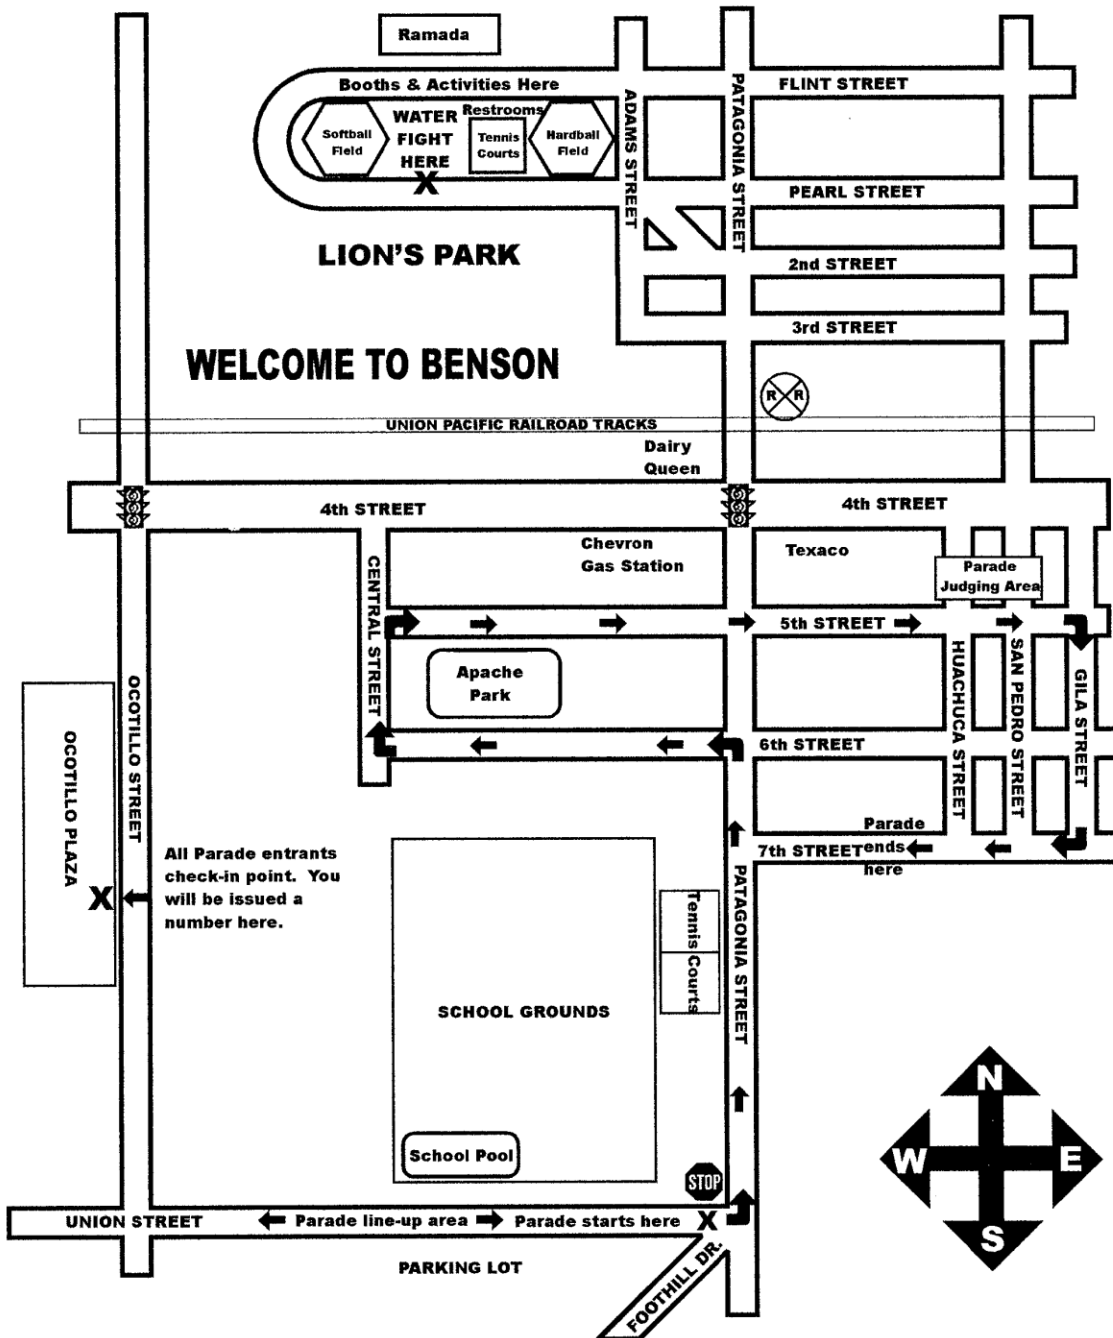 Ramada
Booths & Activities Here
FLINT STREET
ADAMS STREET
PATAGONIA STREET
Restrooms
WATER
FIGHT
HERE
X
Softball
Field
Tennis
Courts
Hardball
Field
PEARL STREET
LION'S PARK
2nd STREET
3rd STREET
WELCOME TO BENSON
R R
UNION PACIFIC RAILROAD TRACKS
Dairy
Queen
4th STREET
4th STREET
CENTRAL STREET
Chevron
Gas Station
Texaco
Parade
Judging Area
5th STREET
HUACHUCA STREET
SAN PEDRO STREET
GILA STREET
Apache
Park
OCOTILLO STREET
OCOTILLO PLAZA
6th STREET
7th STREET
Parade
ends
here
All Parade entrants
check-in point. You
will be issued a
number here.
X
Tennis Courts
PATAGONIA STREET
SCHOOL GROUNDS
School Pool
STOP
UNION STREET
Parade line-up area
Parade starts here
X
PARKING LOT
FOOTHILL DR.
N
W
E
S